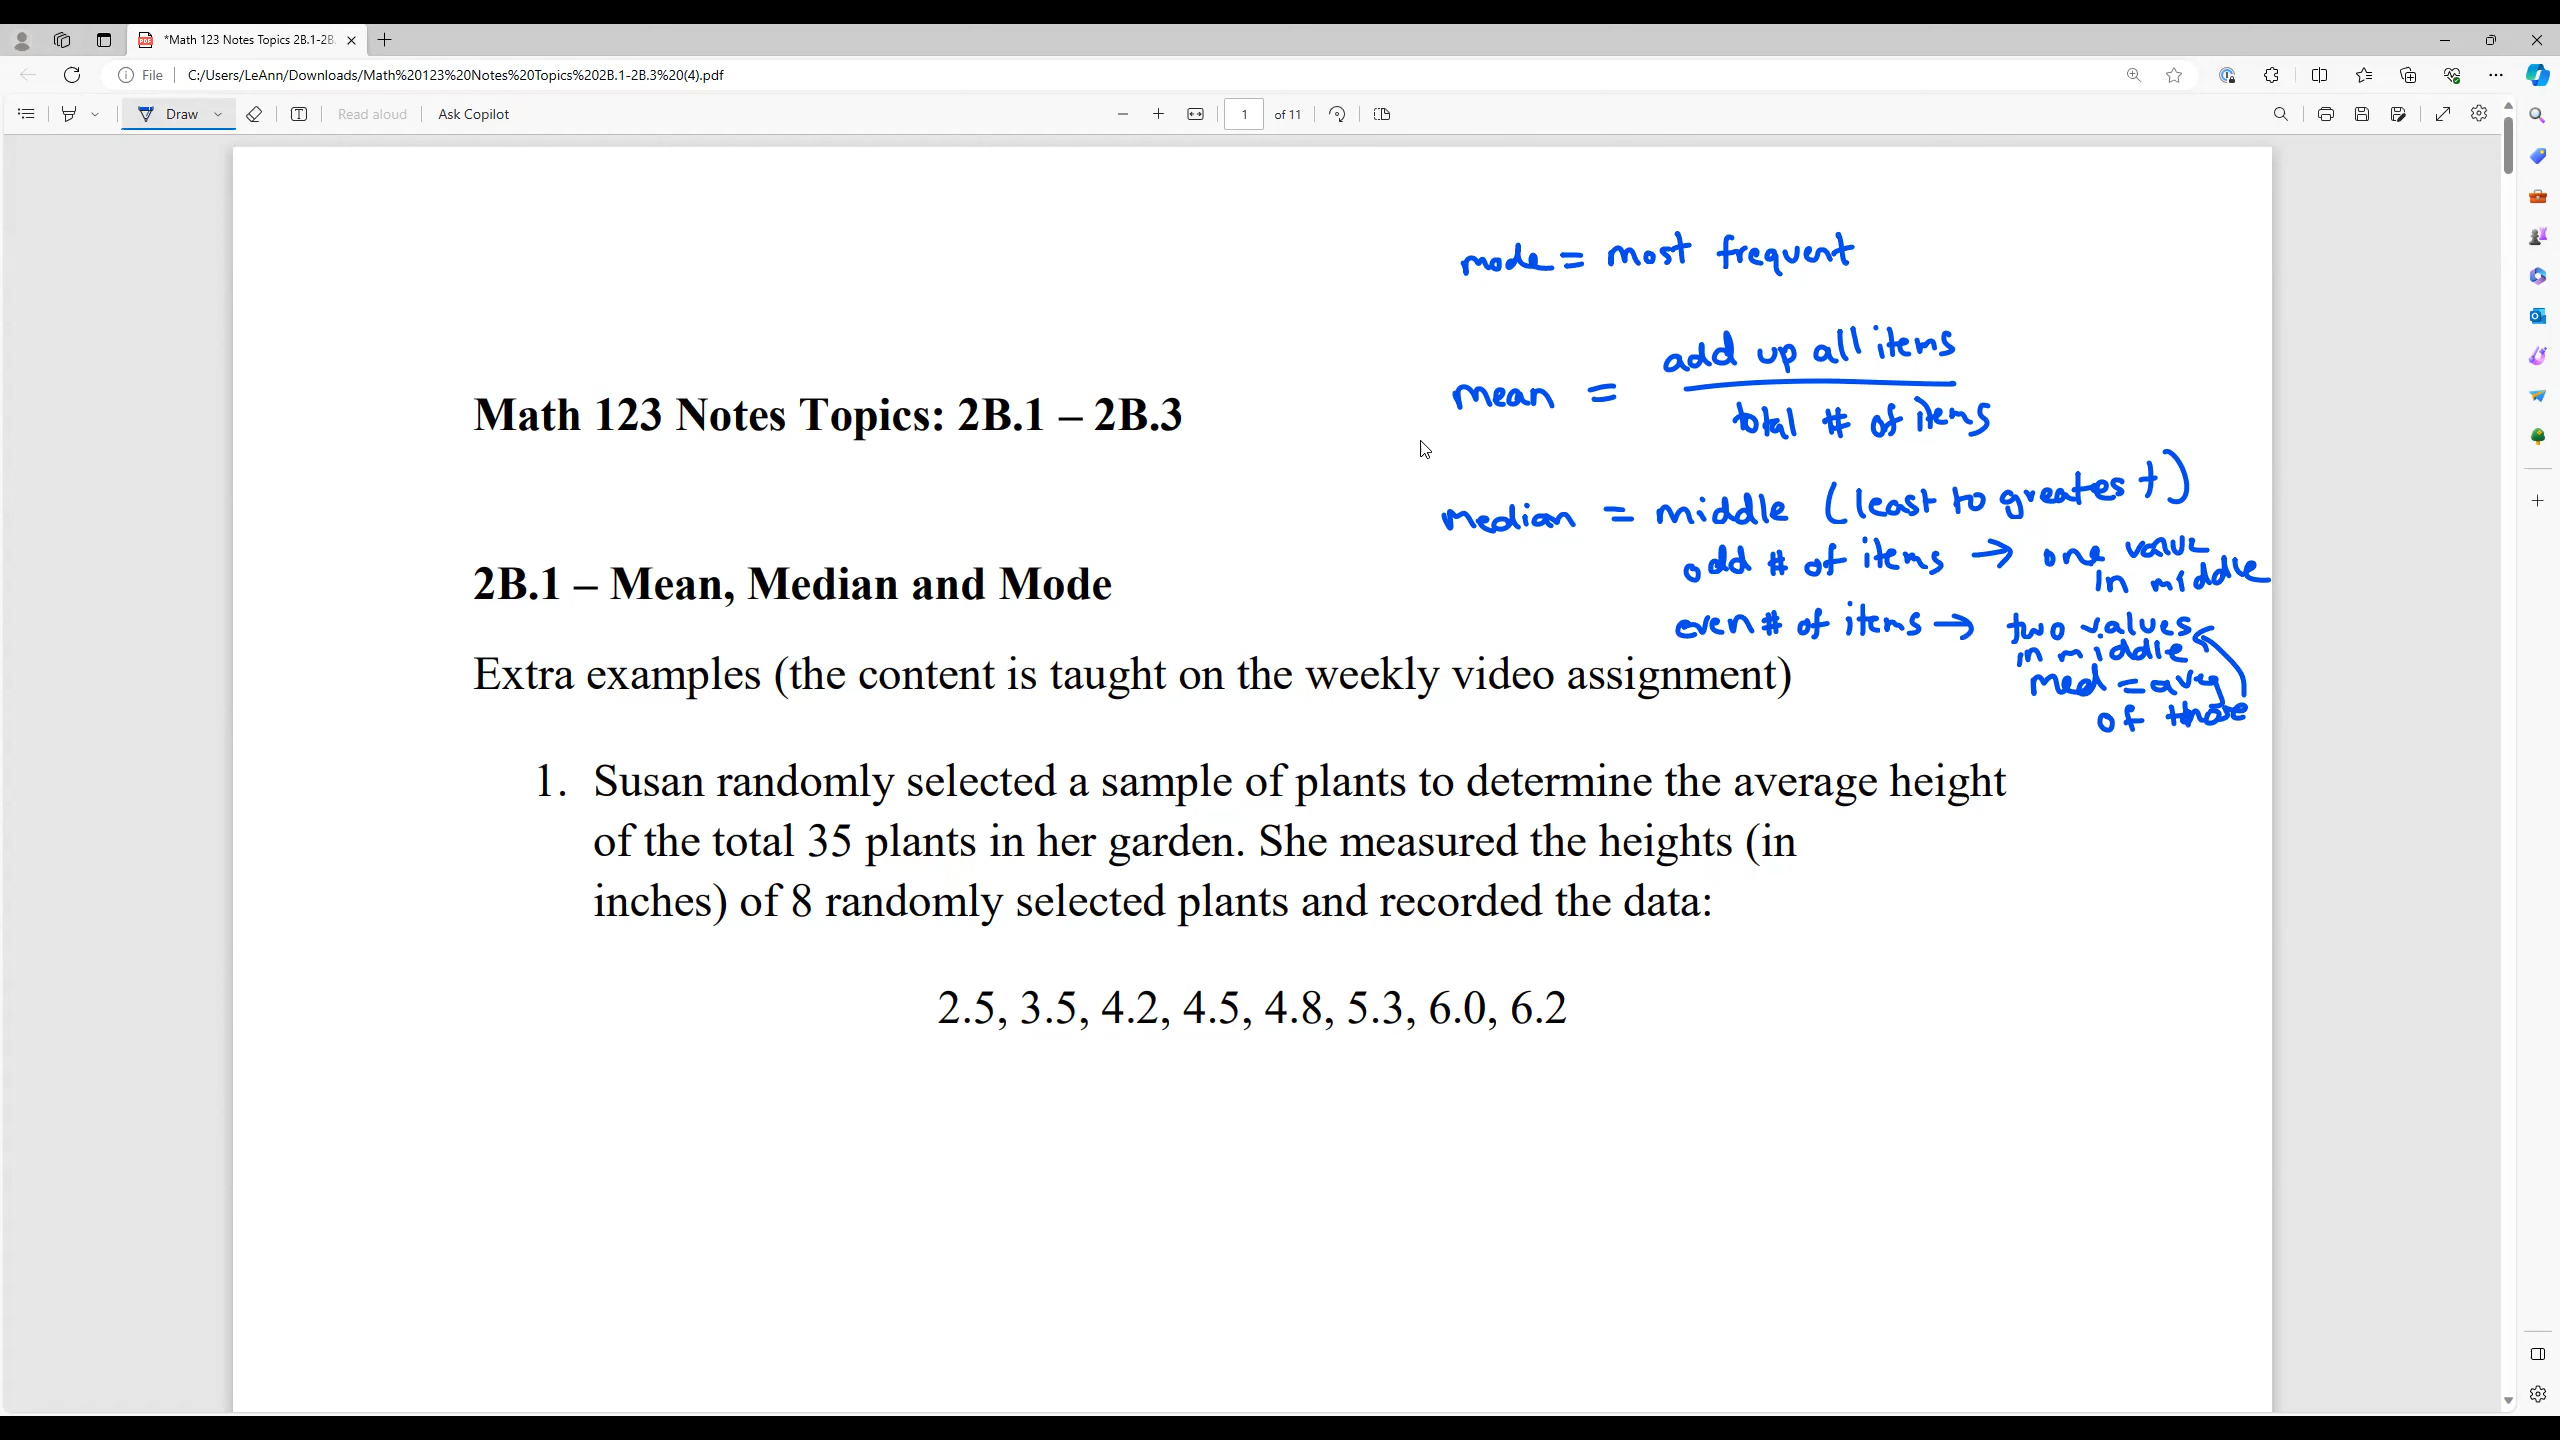 *Math 123 Notes Topics 2B.1-2B.
File
C:/Users/LeAnn/Downloads/Math%20123%20Notes%20Topics%202B.1-2B.3%20(4).pdf
Draw
Read aloud
Ask Copilot
1
of 11
mode = most frequent
add up all items
mean =
total # of items
Math 123 Notes Topics: 2B.1 – 2B.3
median = middle (least to greatest)
odd # of items → one value
in middle
2B.1 – Mean, Median and Mode
even # of items → two values
in middle
med = avg
of those
Extra examples (the content is taught on the weekly video assignment)
1. Susan randomly selected a sample of plants to determine the average height
of the total 35 plants in her garden. She measured the heights (in
inches) of 8 randomly selected plants and recorded the data:
2.5, 3.5, 4.2, 4.5, 4.8, 5.3, 6.0, 6.2